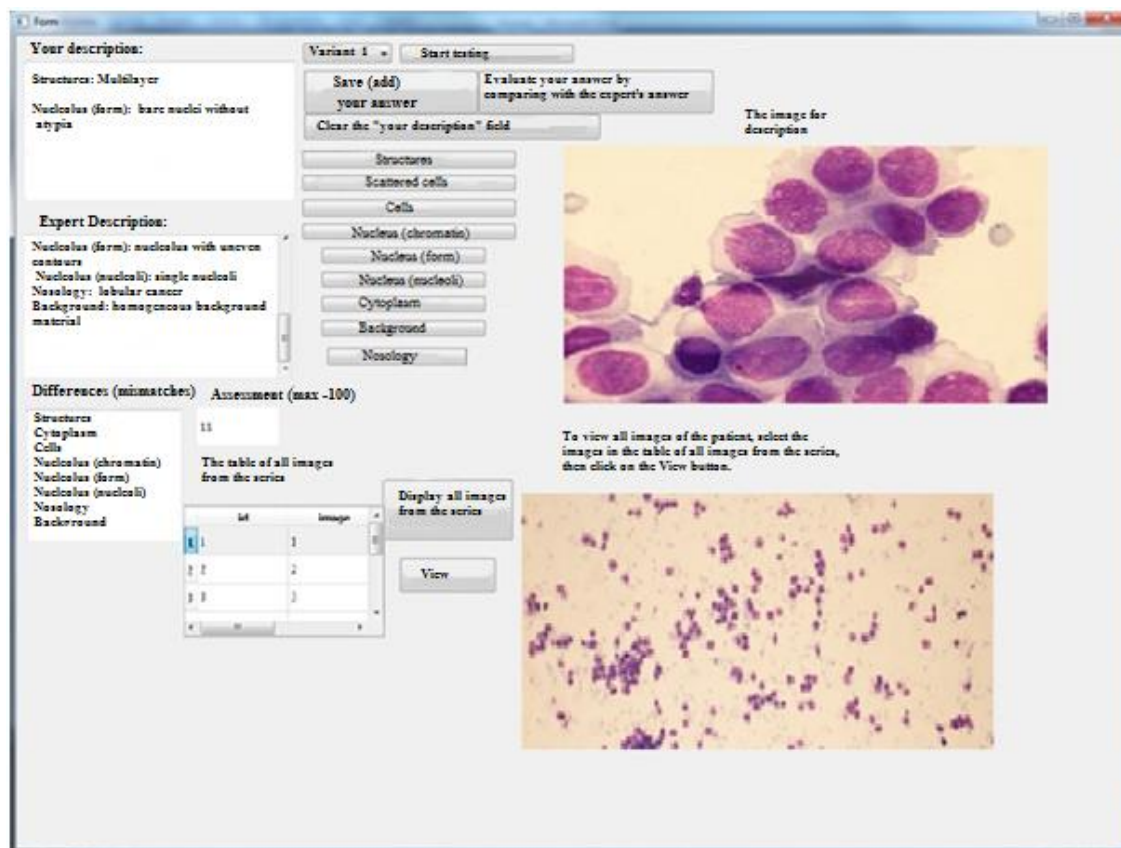 Form
Your description:
Structures: Multilayer
Nucleolus (form): bare nuclei without
atypia
Variant 1
Start testing
Save (add)
your answer
Evaluate your answer by
comparing with the expert's answer
Clear the "your description" field
Structures
Scattered cells
Cells
Nucleus (chromatin)
Nucleus (form)
Nucleus (nucleoli)
Cytoplasm
Background
Nosology
Expert Description:
Nucleolus (form): nucleolus with uneven
contours
Nucleolus (nucleoli): single nucleoli
Nosology: lobular cancer
Background: homogeneous background
material
Differences (mismatches)
Structures
Cytoplasm
Cells
Nucleolus (chromatin)
Nucleolus (form)
Nucleolus (nucleoli)
Nosology
Background
Assessment (max -100)
11
The table of all images
from the series
id image
1 1 1
2 2 2
3 3 3
Display all images
from the series
View
The image for
description
To view all images of the patient, select the
images in the table of all images from the series,
then click on the View button.